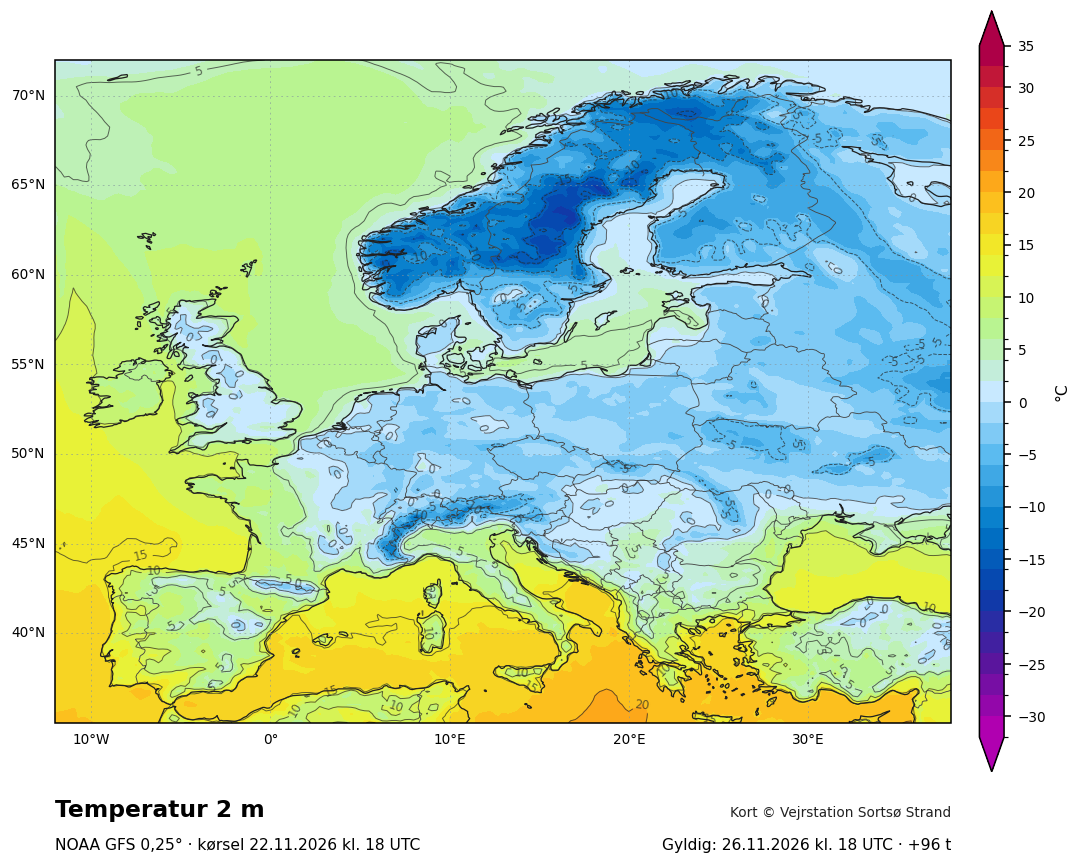 70°N
65°N
60°N
55°N
50°N
45°N
40°N
10°W 0° 10°E 20°E 30°E
35
30
25
20
15
10
5
0
−5
−10
−15
−20
−25
−30
°C
Temperatur 2 m
Kort © Vejrstation Sortsø Strand
NOAA GFS 0,25° · kørsel 22.11.2026 kl. 18 UTC
Gyldig: 26.11.2026 kl. 18 UTC · +96 t